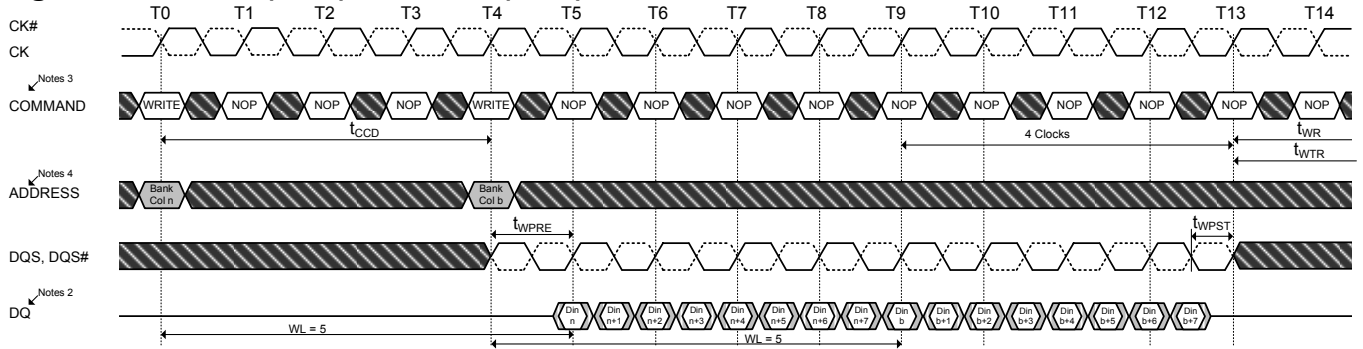 T0 T1 T2 T3 T4 T5 T6 T7 T8 T9 T10 T11 T12 T13 T14
CK#
CK
Notes 3
COMMAND
WRITE NOP NOP NOP WRITE NOP NOP NOP NOP NOP NOP NOP NOP NOP NOP
tCCD
4 Clocks
tWR
tWTR
Notes 4
ADDRESS
Bank
Col n
Bank
Col b
tWPRE
tWPST
DQS, DQS#
Notes 2
DQ
Din n
Din n+1
Din n+2
Din n+3
Din n+4
Din n+5
Din n+6
Din n+7
Din b
Din b+1
Din b+2
Din b+3
Din b+4
Din b+5
Din b+6
Din b+7
WL = 5
WL = 5